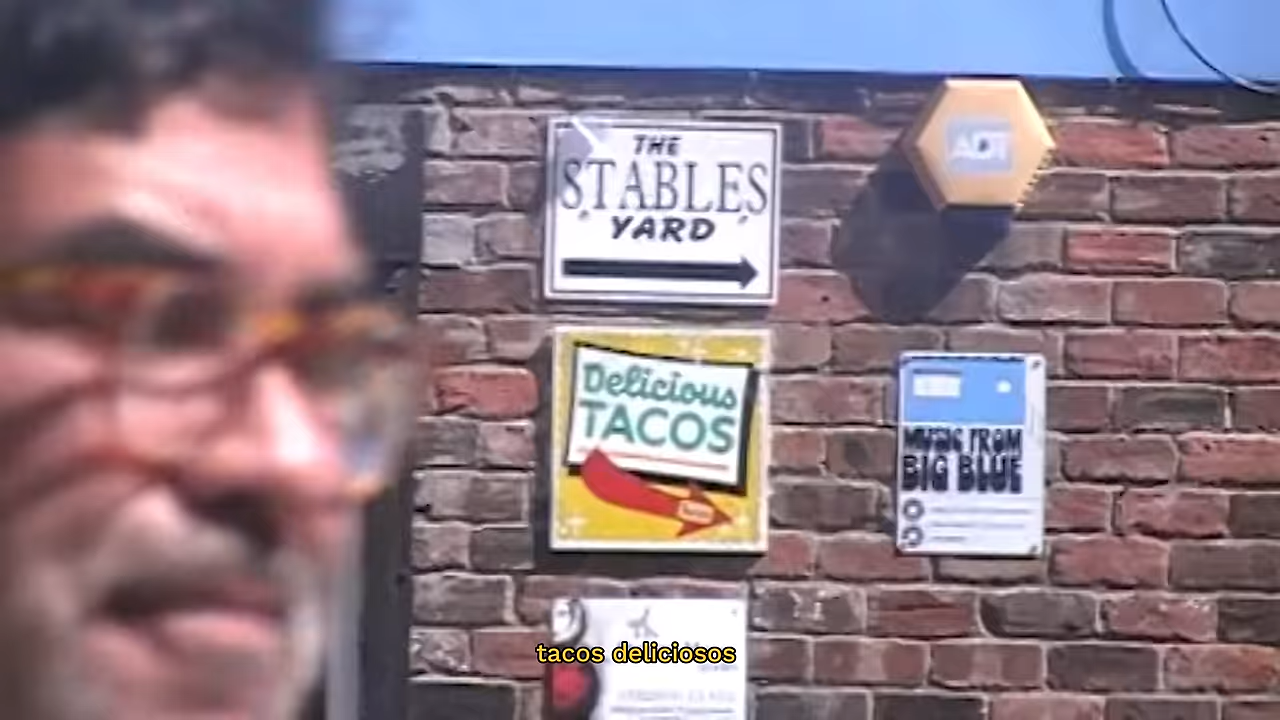 THE
STABLES
YARD
ADT
Delicious
TACOS
MUSIC FROM
BIG BLUE
tacos deliciosos